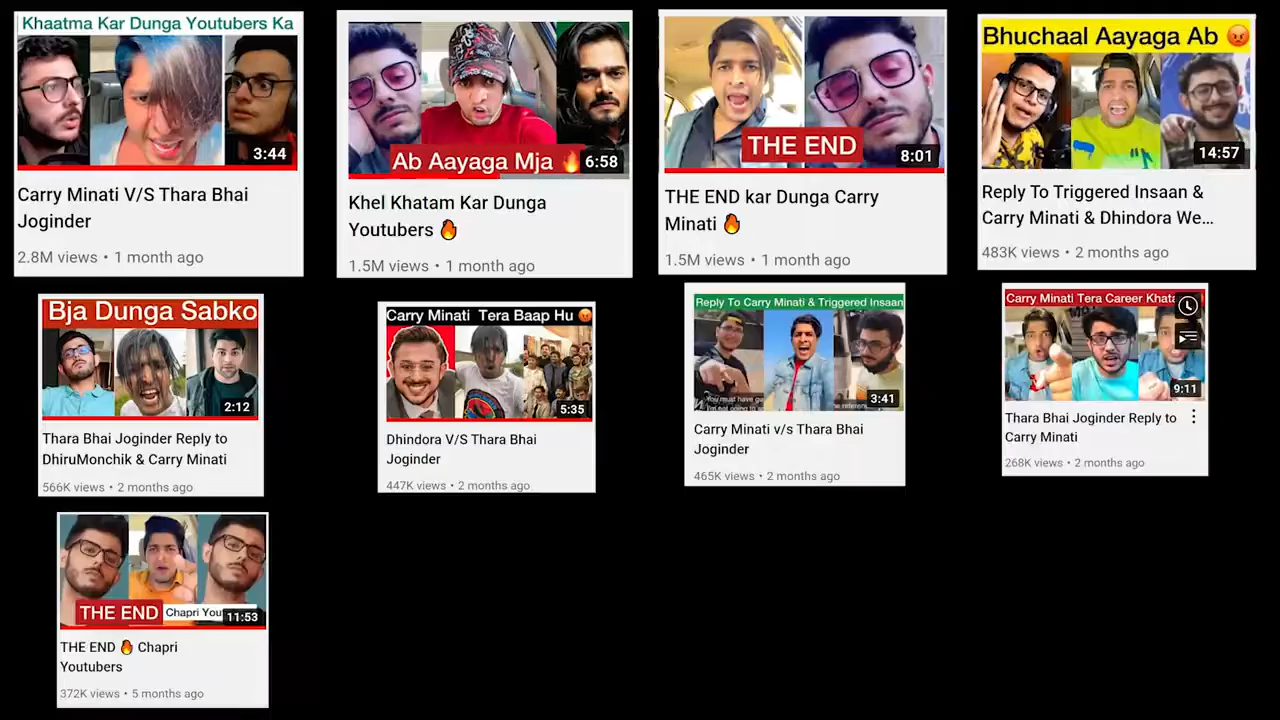 Khaatma Kar Dunga Youtubers Ka
3:44
Carry Minati V/S Thara Bhai
Joginder
2.8M views • 1 month ago
Ab Aayaga Mja 🔥
6:58
Khel Khatam Kar Dunga
Youtubers 🔥
1.5M views • 1 month ago
THE END
8:01
THE END kar Dunga Carry
Minati 🔥
1.5M views • 1 month ago
Bhuchaal Aayaga Ab 😡
14:57
Reply To Triggered Insaan &
Carry Minati & Dhindora We...
483K views • 2 months ago
Bja Dunga Sabko
2:12
Thara Bhai Joginder Reply to
DhiruMonchik & Carry Minati
566K views • 2 months ago
Carry Minati Tera Baap Hu 😡
5:35
Dhindora V/S Thara Bhai
Joginder
447K views • 2 months ago
Reply To Carry Minati & Triggered Insaan
You must have
I'm not going to
3:41
Carry Minati v/s Thara Bhai
Joginder
465K views • 2 months ago
Carry Minati Tera Career Khata
9:11
Thara Bhai Joginder Reply to
Carry Minati
268K views • 2 months ago
THE END
Chapri You
11:53
THE END 🔥 Chapri
Youtubers
372K views • 5 months ago